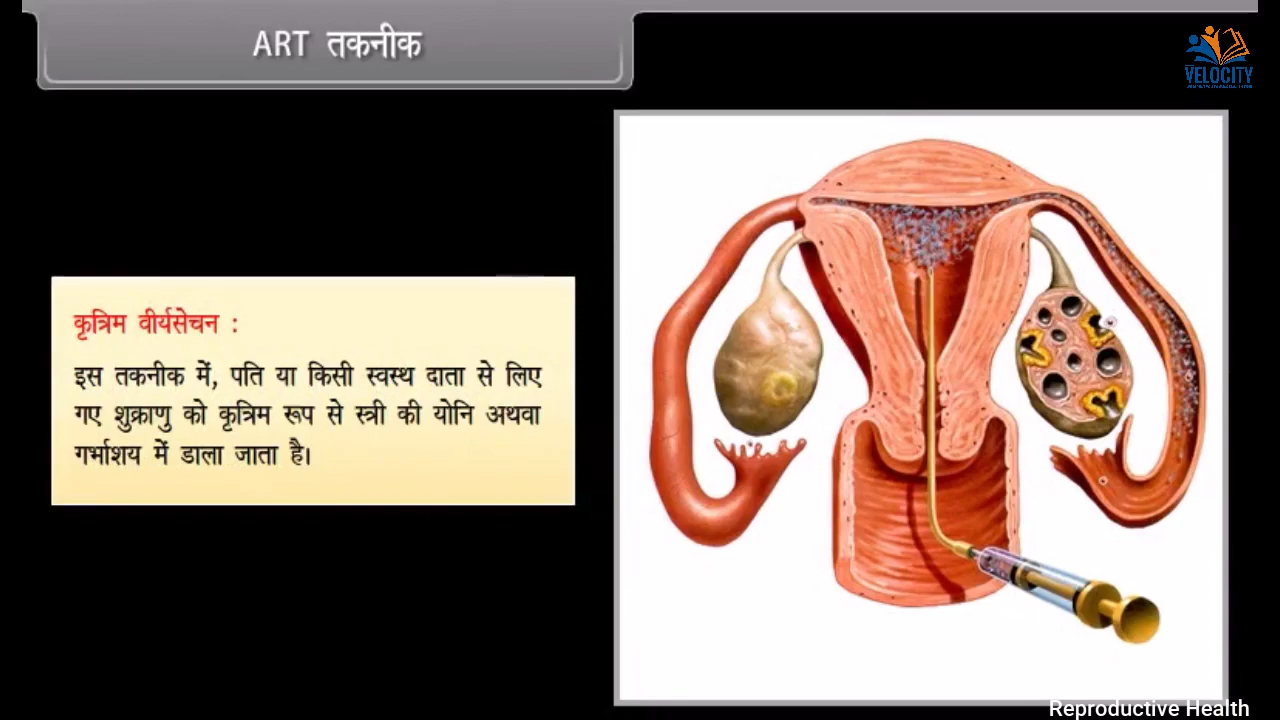 ART तकनीक
VELOCITY
कृत्रिम वीर्यसेचन :
इस तकनीक में, पति या किसी स्वस्थ दाता से लिए
गए शुक्राणु को कृत्रिम रूप से स्त्री की योनि अथवा
गर्भाशय में डाला जाता है।
Reproductive Health